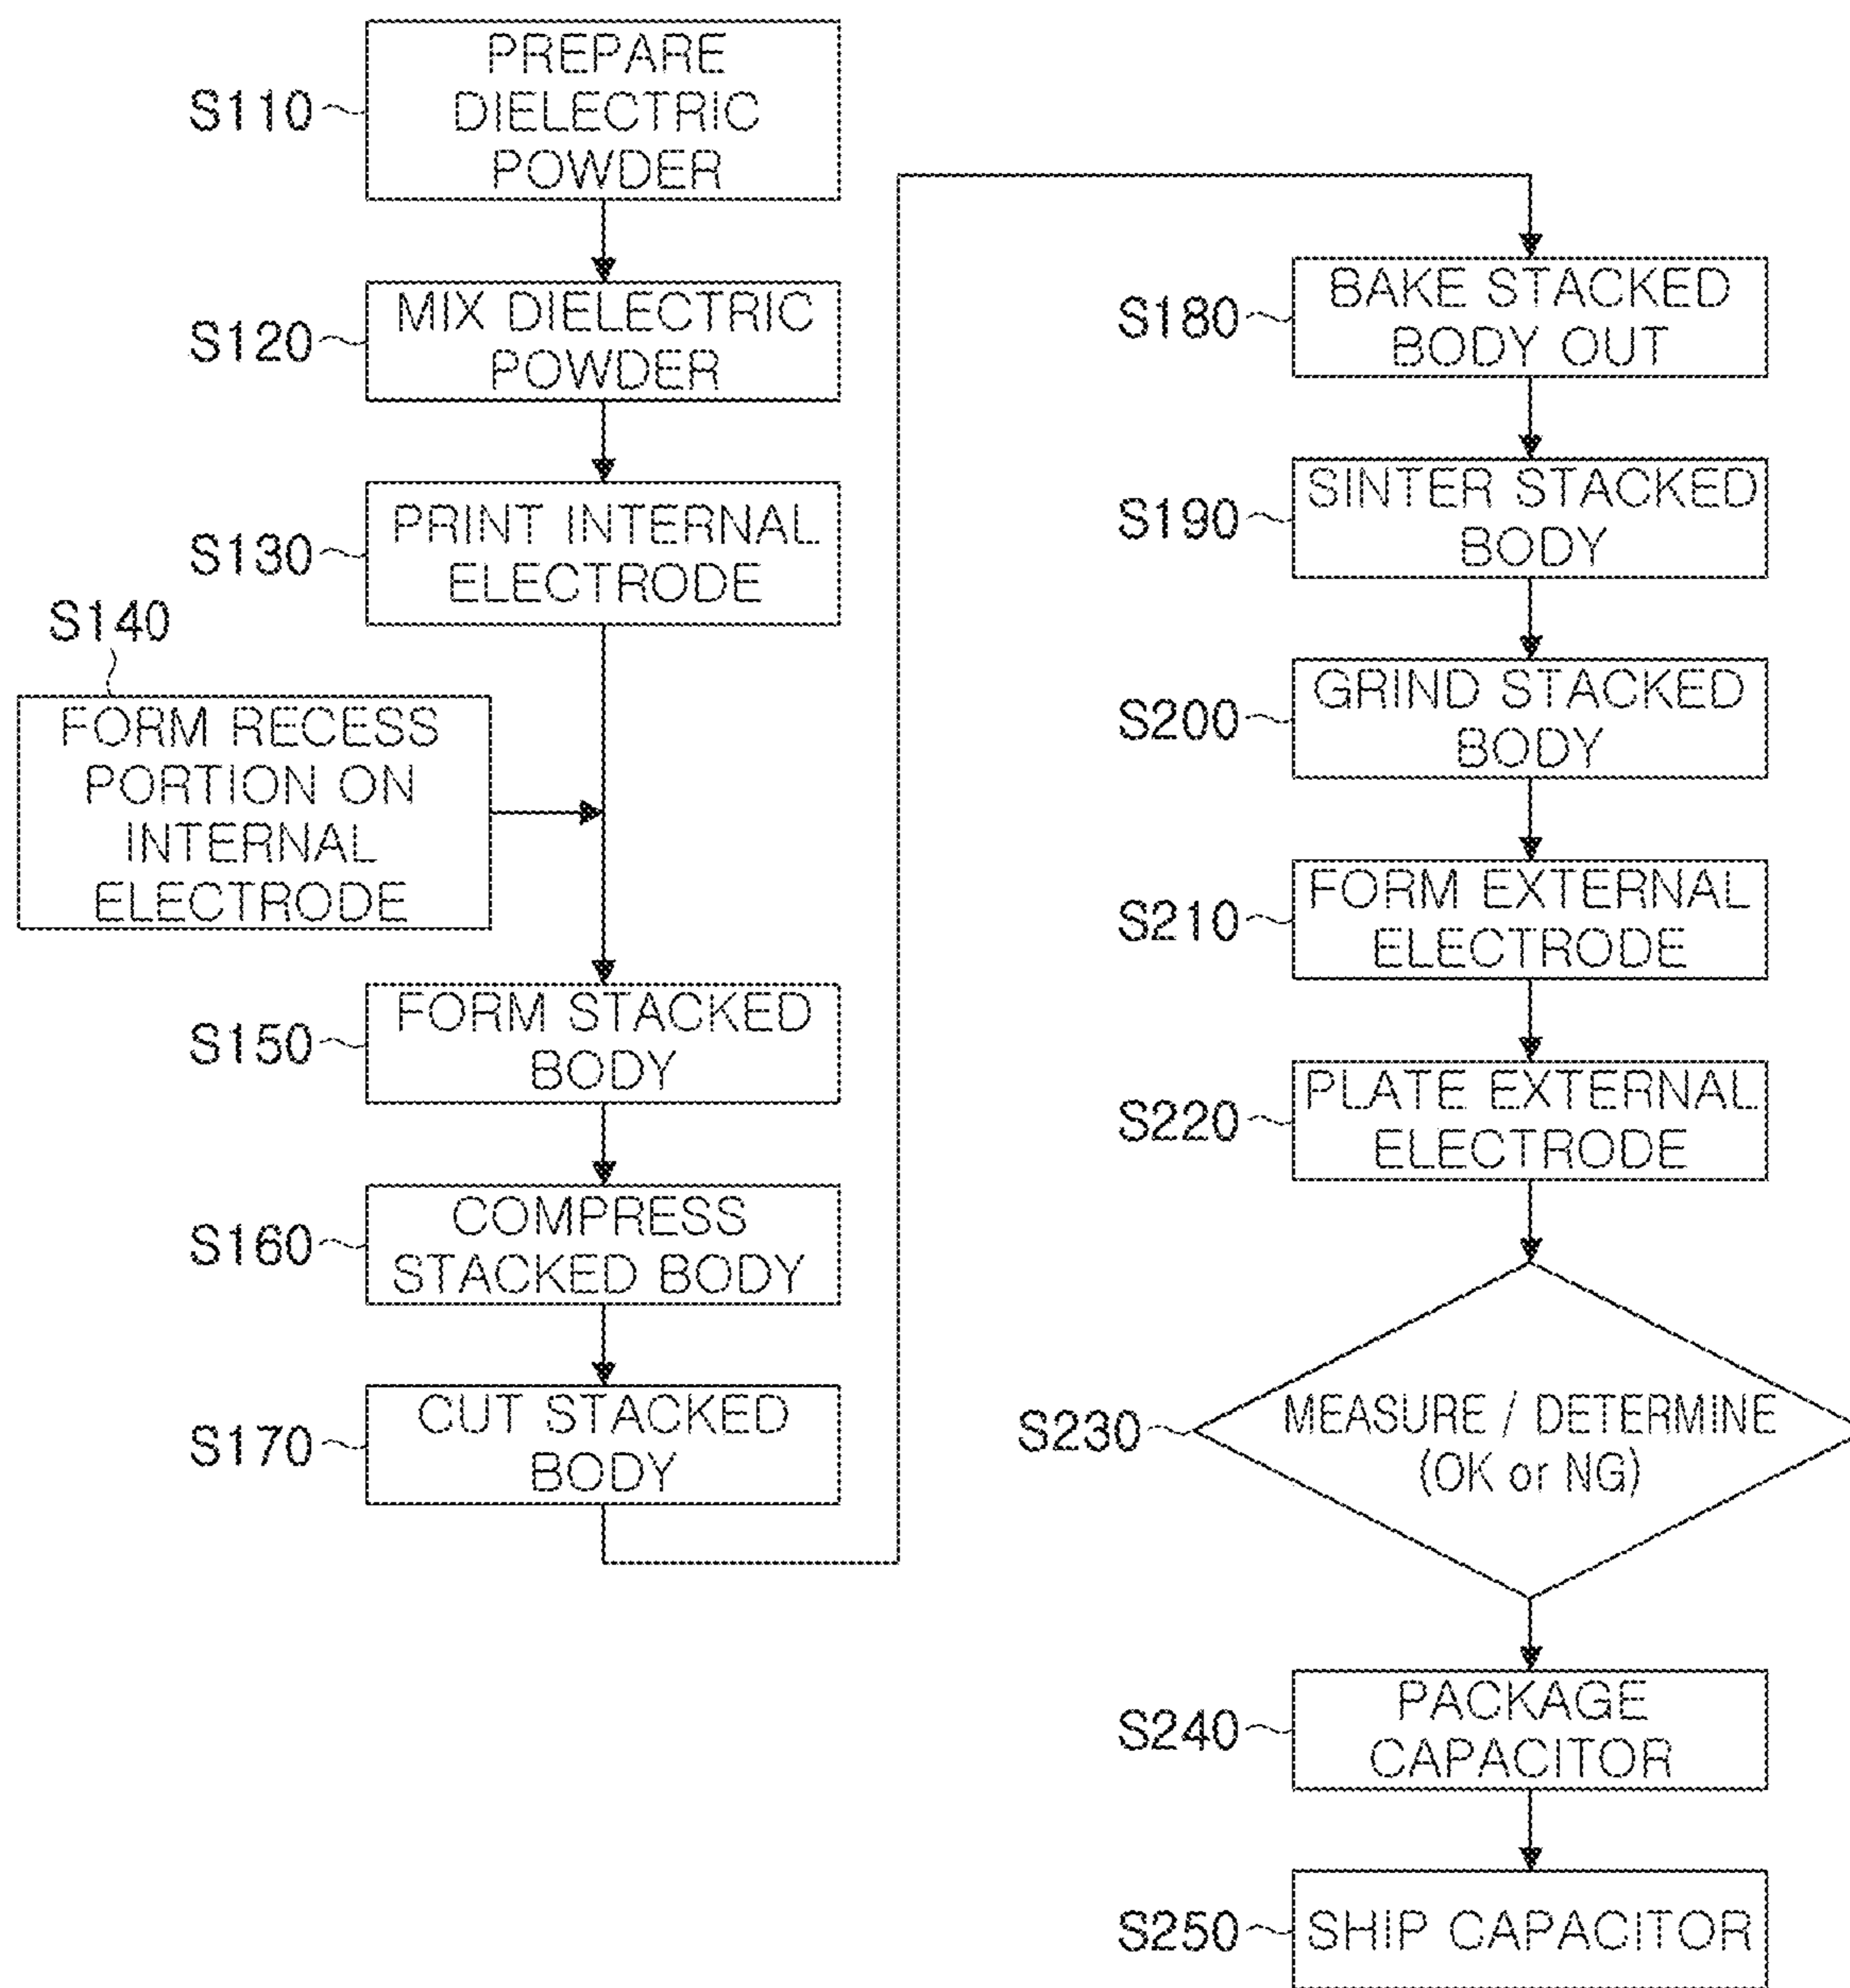 S110
PREPARE
DIELECTRIC
POWDER
S120
MIX DIELECTRIC
POWDER
S130
PRINT INTERNAL
ELECTRODE
S140
FORM RECESS
PORTION ON
INTERNAL
ELECTRODE
S150
FORM STACKED
BODY
S160
COMPRESS
STACKED BODY
S170
CUT STACKED
BODY
S180
BAKE STACKED
BODY OUT
S190
SINTER STACKED
BODY
S200
GRIND STACKED
BODY
S210
FORM EXTERNAL
ELECTRODE
S220
PLATE EXTERNAL
ELECTRODE
S230
MEASURE / DETERMINE
(OK or NG)
S240
PACKAGE
CAPACITOR
S250
SHIP CAPACITOR